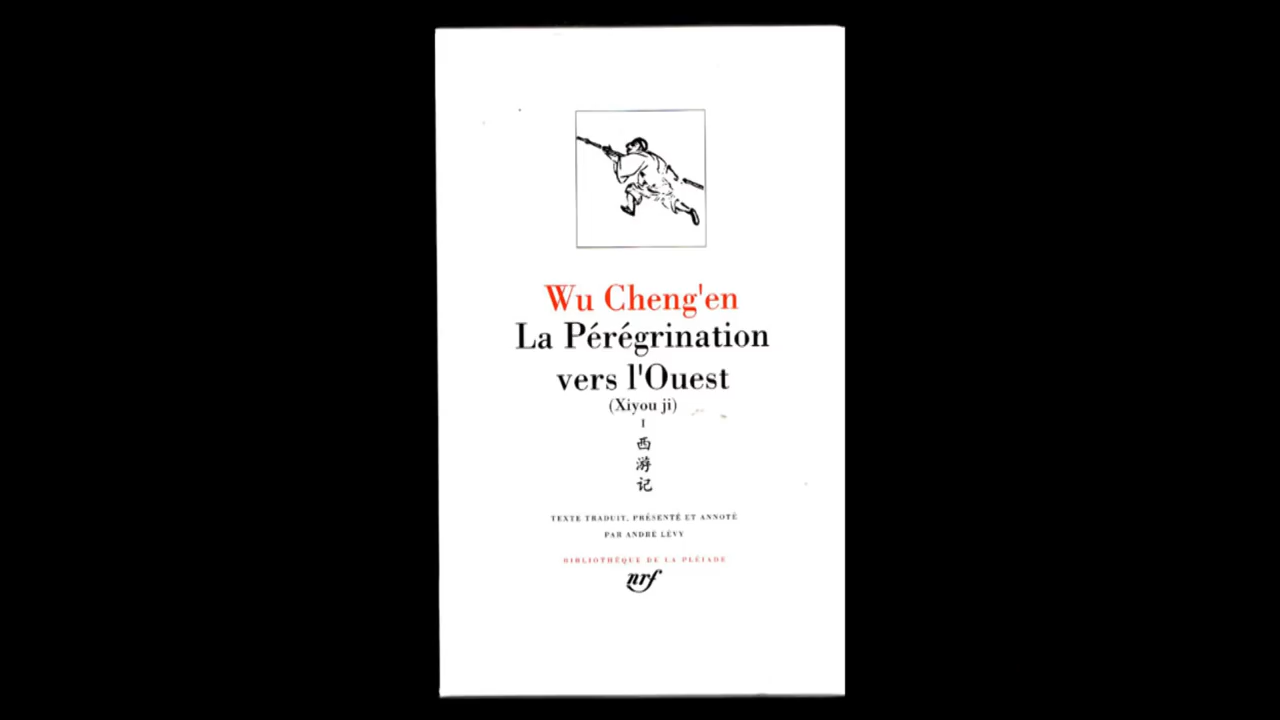 Wu Cheng'en
La Pérégrination
vers l'Ouest
(Xiyou ji)
I
西
游
记
TEXTE TRADUIT, PRÉSENTÉ ET ANNOTÉ
PAR ANDRÉ LÉVY
BIBLIOTHÈQUE DE LA PLÉIADE
nrf